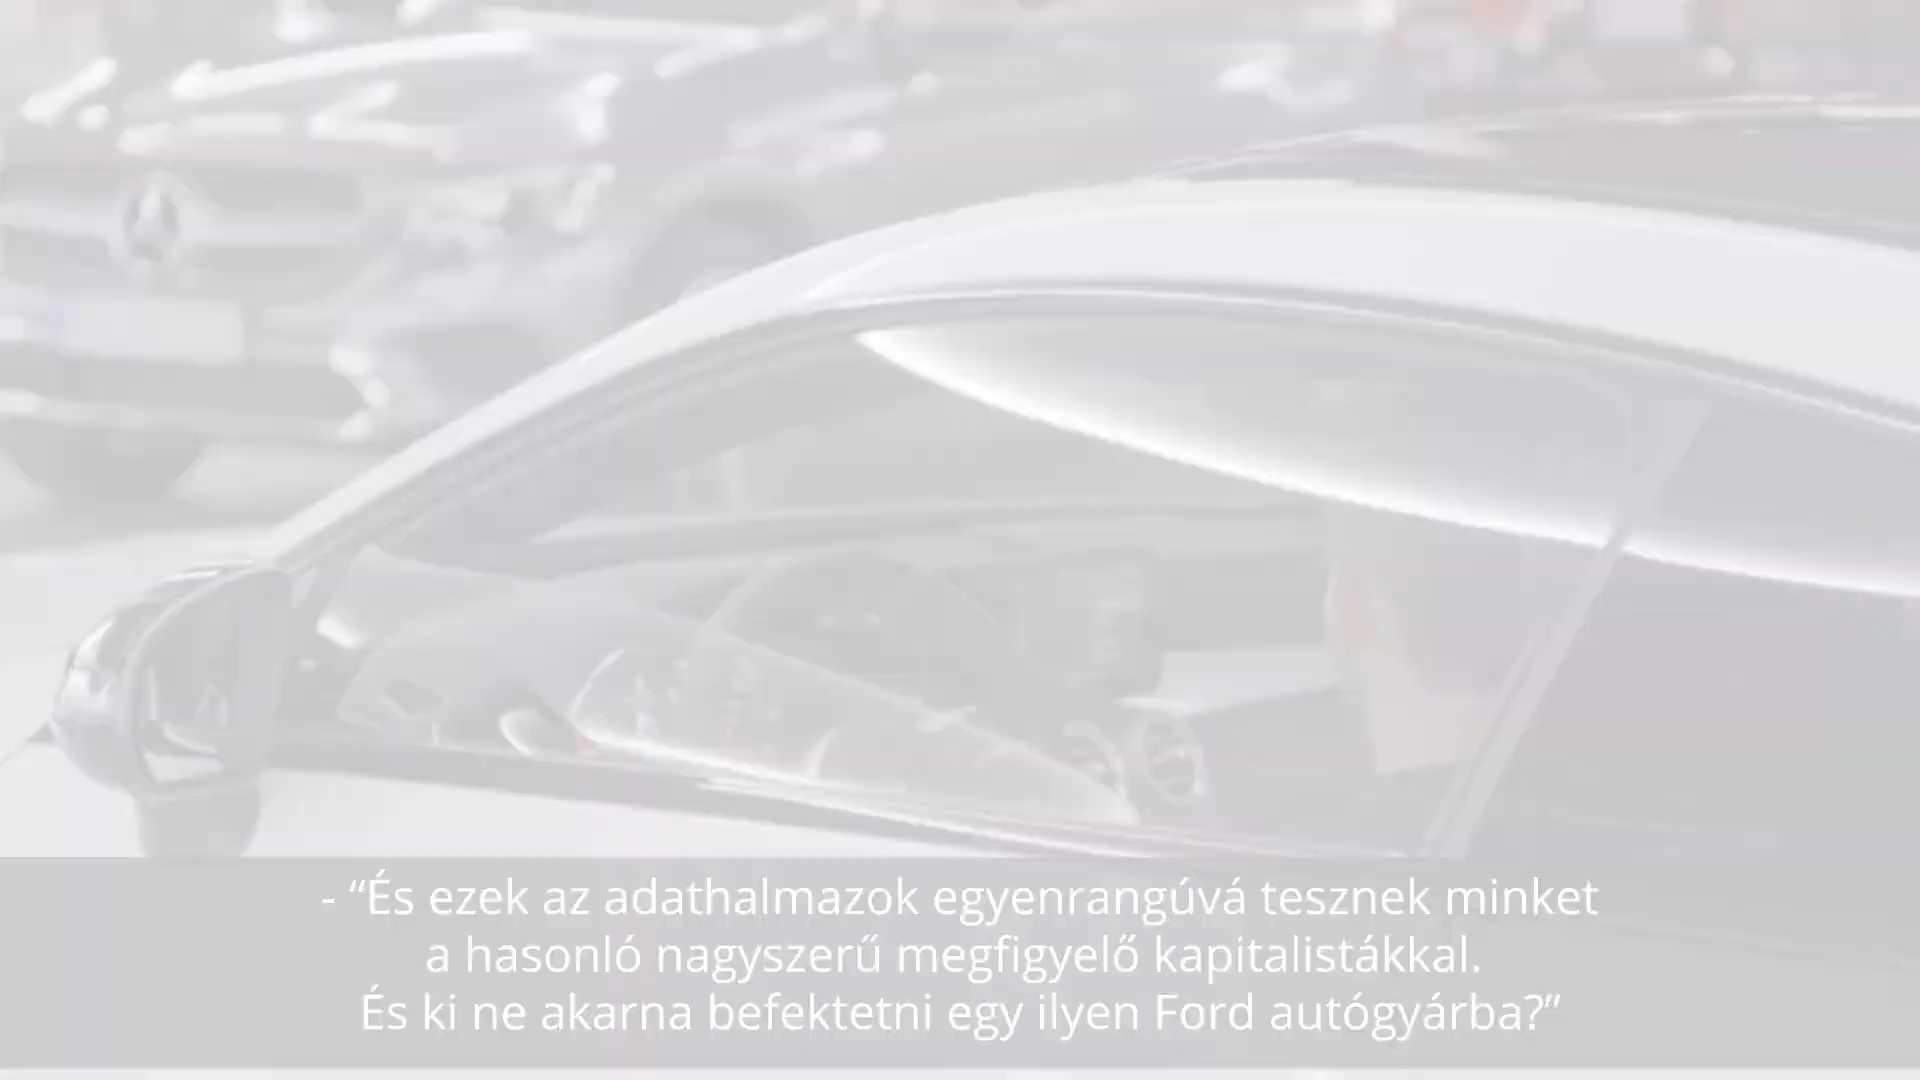 - “És ezek az adathalmazok egyenrangúvá tesznek minket
a hasonló nagyszerű megfigyelő kapitalistákkal.
És ki ne akarna befektetni egy ilyen Ford autógyárba?”